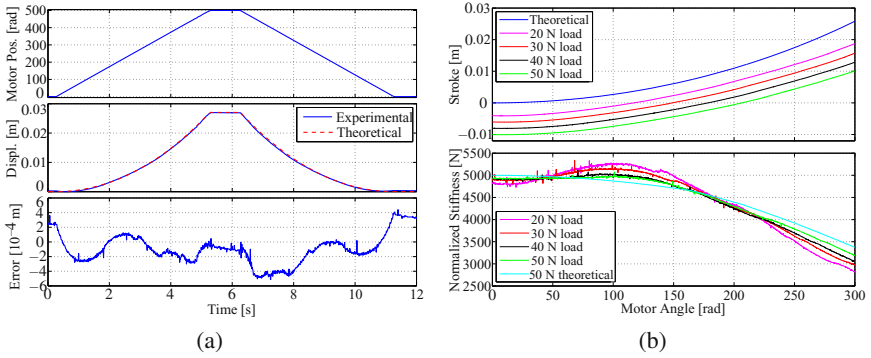 Motor Pos. [rad]
500
400
300
200
100
0
Displ. [m]
0.03
0.02
0.01
0
Experimental
Theoretical
Error [10⁻⁴ m]
6
4
2
0
−2
−4
−6
0 2 4 6 8 10 12
Time [s]
(a)
Stroke [m]
0.03
0.02
0.01
0
−0.01
Theoretical
20 N load
30 N load
40 N load
50 N load
Normalized Stiffness [N]
5500
5000
4500
4000
3500
3000
2500
20 N load
30 N load
40 N load
50 N load
50 N theoretical
0 50 100 150 200 250 300
Motor Angle [rad]
(b)